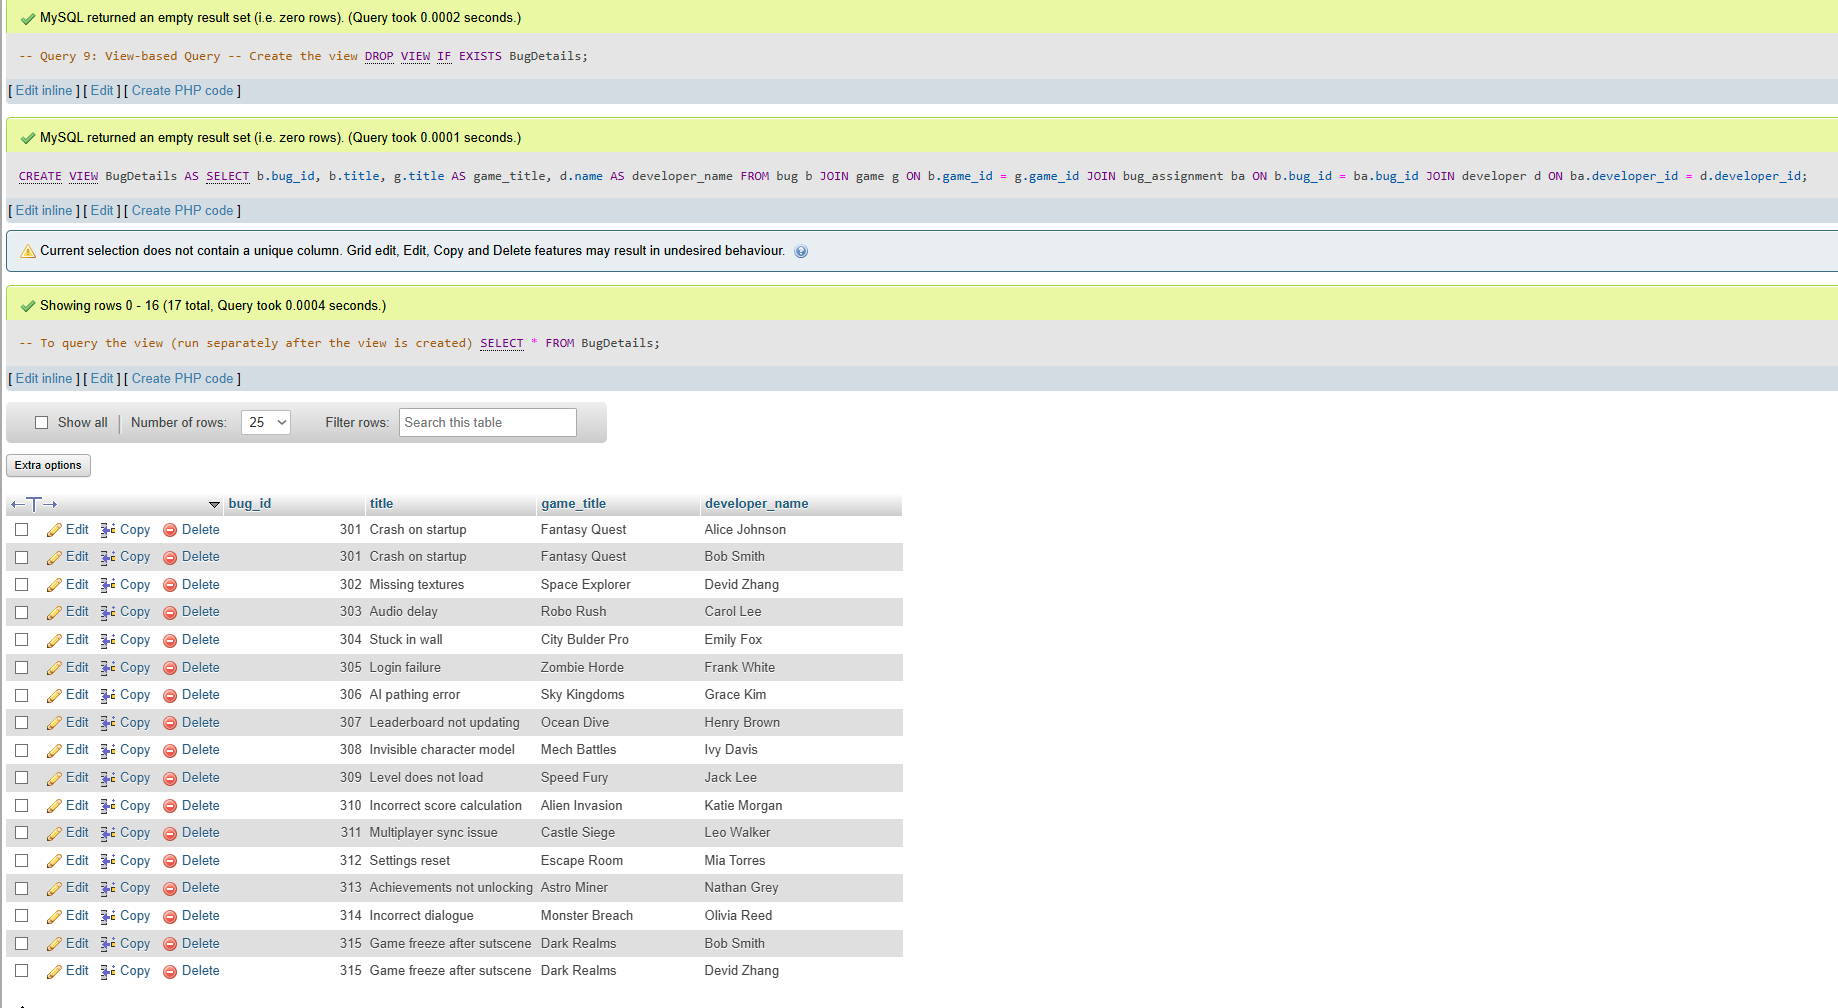 MySQL returned an empty result set (i.e. zero rows). (Query took 0.0002 seconds.)
-- Query 9: View-based Query -- Create the view DROP VIEW IF EXISTS BugDetails;
[ Edit inline ] [ Edit ] [ Create PHP code ]
MySQL returned an empty result set (i.e. zero rows). (Query took 0.0001 seconds.)
CREATE VIEW BugDetails AS SELECT b.bug_id, b.title, g.title AS game_title, d.name AS developer_name FROM bug b JOIN game g ON b.game_id = g.game_id JOIN bug_assignment ba ON b.bug_id = ba.bug_id JOIN developer d ON ba.developer_id = d.developer_id;
[ Edit inline ] [ Edit ] [ Create PHP code ]
Current selection does not contain a unique column. Grid edit, Edit, Copy and Delete features may result in undesired behaviour.
Showing rows 0 - 16 (17 total, Query took 0.0004 seconds.)
-- To query the view (run separately after the view is created) SELECT * FROM BugDetails;
[ Edit inline ] [ Edit ] [ Create PHP code ]
Show all | Number of rows: 25 Filter rows: Search this table
Extra options
←T→ bug_id title game_title developer_name
Edit Copy Delete 301 Crash on startup Fantasy Quest Alice Johnson
Edit Copy Delete 301 Crash on startup Fantasy Quest Bob Smith
Edit Copy Delete 302 Missing textures Space Explorer Devid Zhang
Edit Copy Delete 303 Audio delay Robo Rush Carol Lee
Edit Copy Delete 304 Stuck in wall City Bulder Pro Emily Fox
Edit Copy Delete 305 Login failure Zombie Horde Frank White
Edit Copy Delete 306 AI pathing error Sky Kingdoms Grace Kim
Edit Copy Delete 307 Leaderboard not updating Ocean Dive Henry Brown
Edit Copy Delete 308 Invisible character model Mech Battles Ivy Davis
Edit Copy Delete 309 Level does not load Speed Fury Jack Lee
Edit Copy Delete 310 Incorrect score calculation Alien Invasion Katie Morgan
Edit Copy Delete 311 Multiplayer sync issue Castle Siege Leo Walker
Edit Copy Delete 312 Settings reset Escape Room Mia Torres
Edit Copy Delete 313 Achievements not unlocking Astro Miner Nathan Grey
Edit Copy Delete 314 Incorrect dialogue Monster Breach Olivia Reed
Edit Copy Delete 315 Game freeze after sutscene Dark Realms Bob Smith
Edit Copy Delete 315 Game freeze after sutscene Dark Realms Devid Zhang